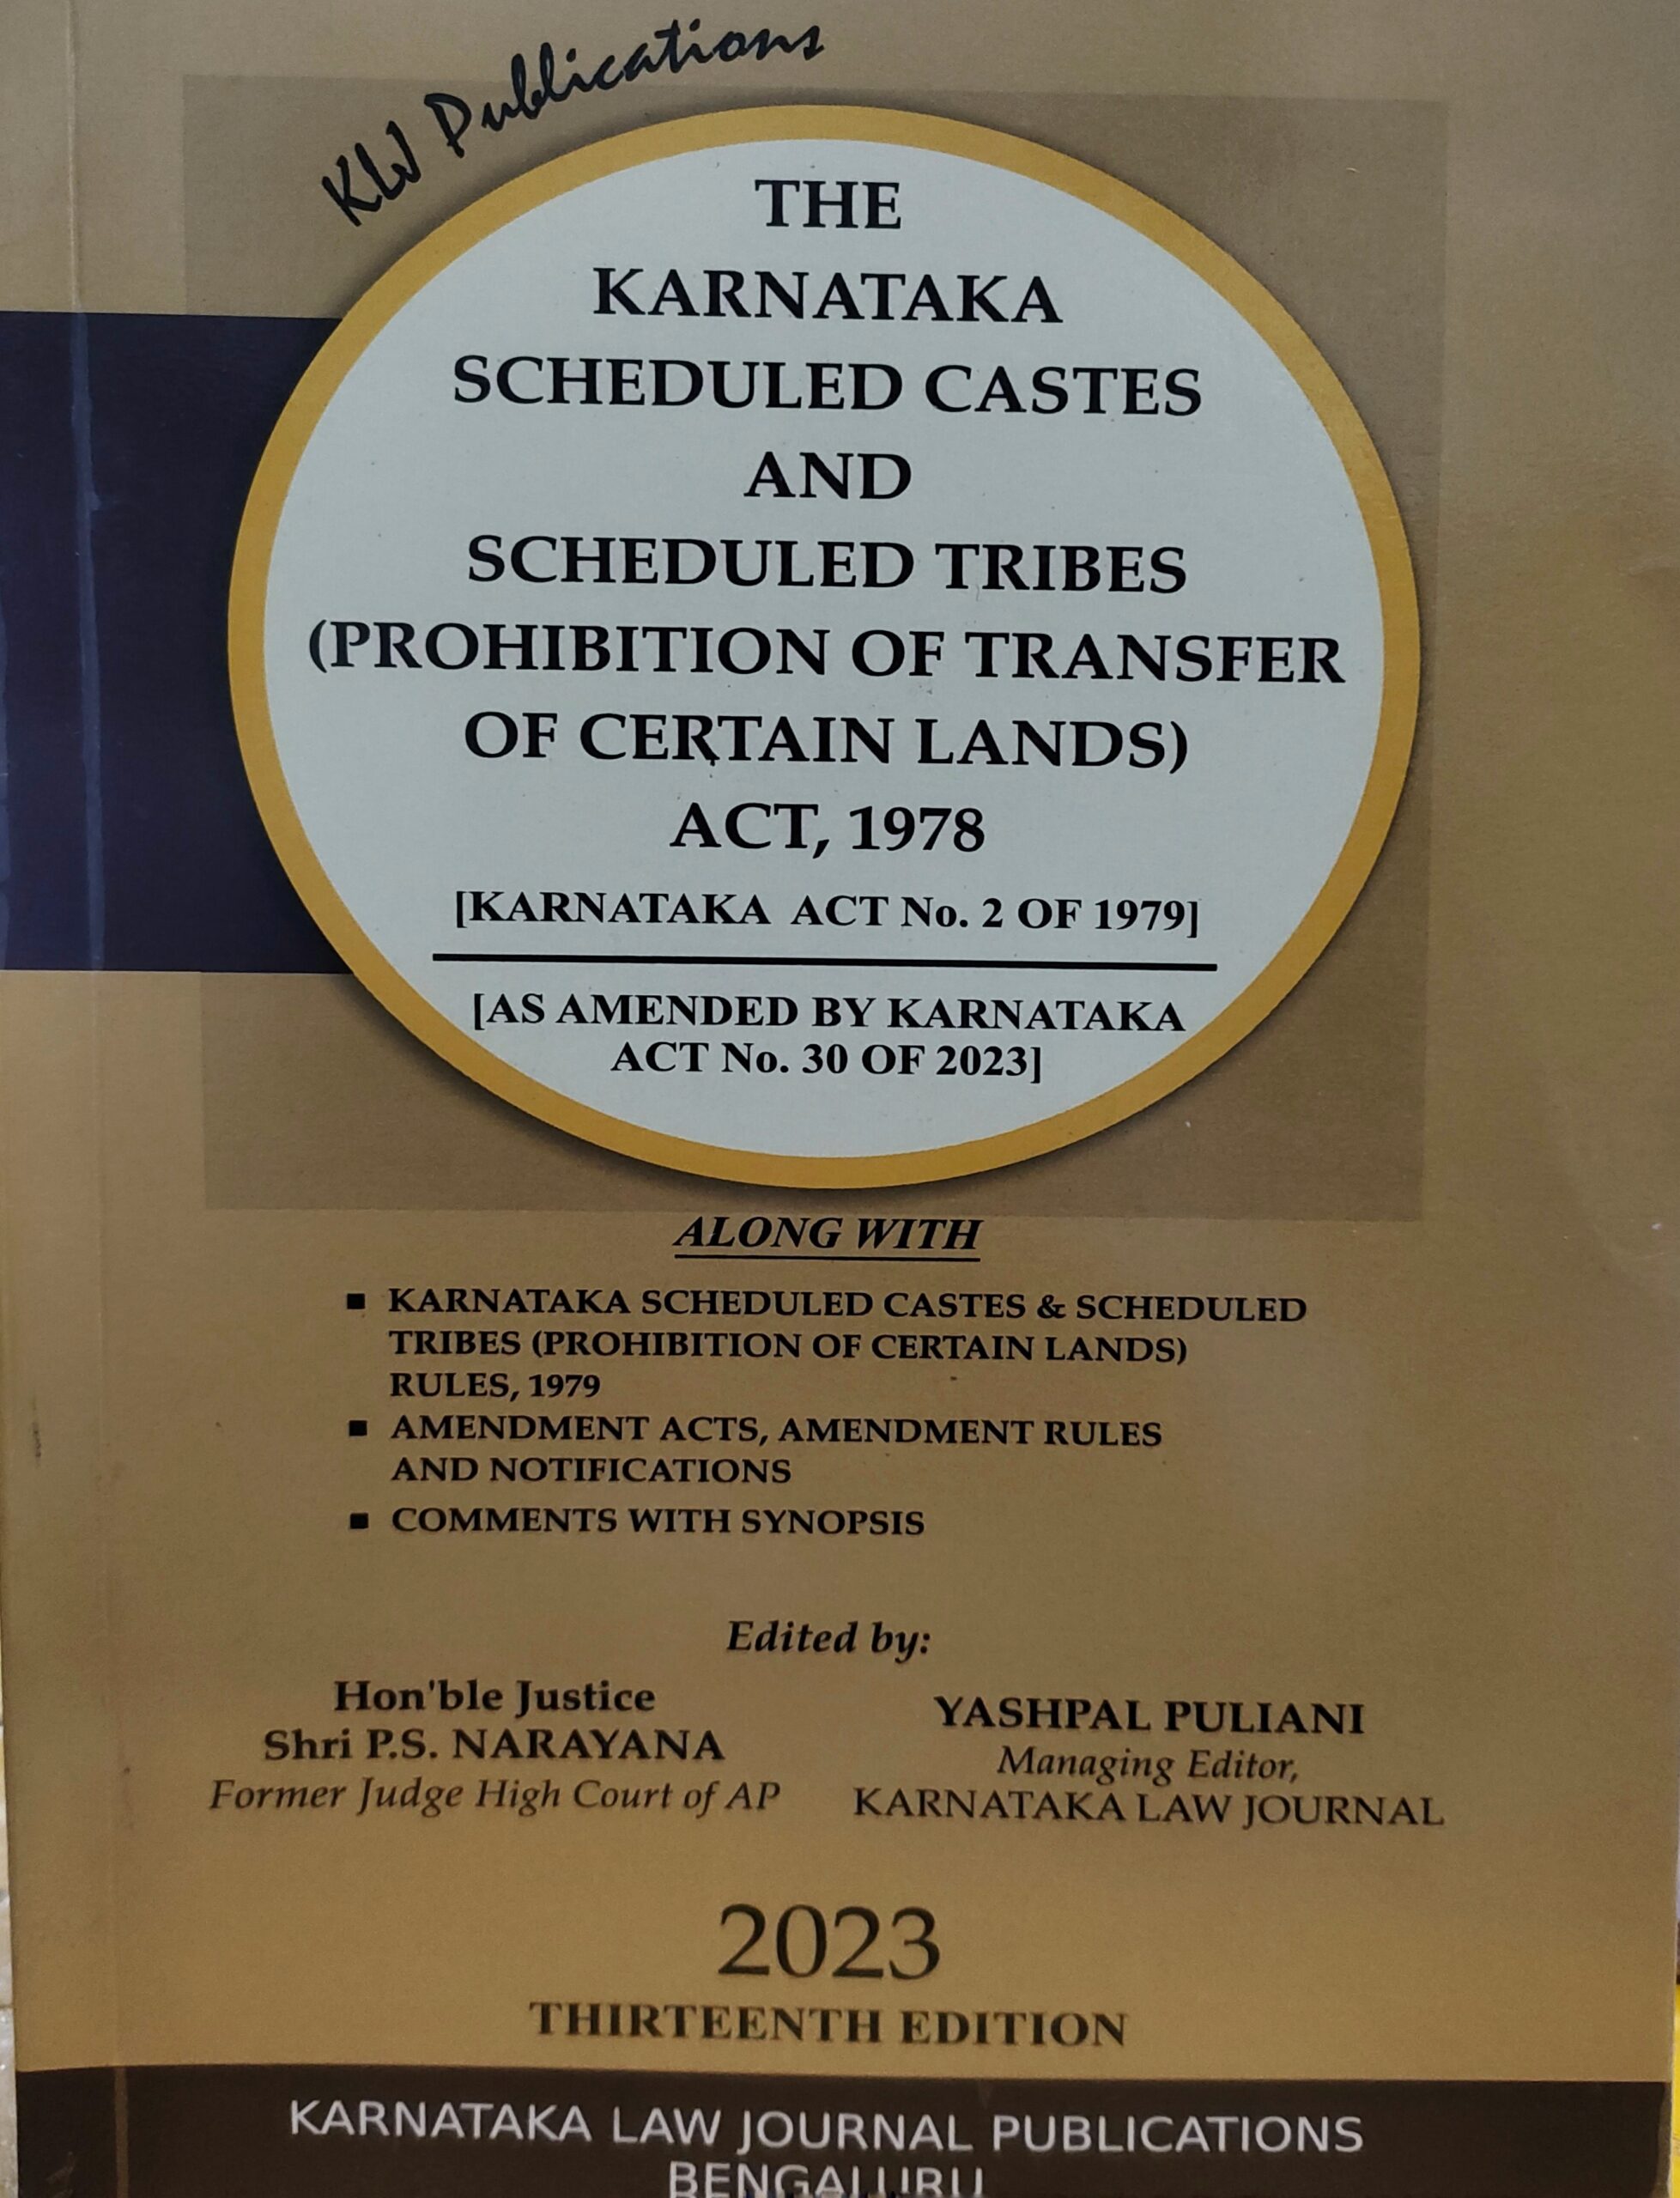 KLJ Publications
THE
KARNATAKA
SCHEDULED CASTES
AND
SCHEDULED TRIBES
(PROHIBITION OF TRANSFER
OF CERTAIN LANDS)
ACT, 1978
[KARNATAKA ACT No. 2 OF 1979]
[AS AMENDED BY KARNATAKA
ACT No. 30 OF 2023]
ALONG WITH
▪ KARNATAKA SCHEDULED CASTES & SCHEDULED
TRIBES (PROHIBITION OF CERTAIN LANDS)
RULES, 1979
▪ AMENDMENT ACTS, AMENDMENT RULES
AND NOTIFICATIONS
▪ COMMENTS WITH SYNOPSIS
Edited by:
Hon'ble Justice
Shri P.S. NARAYANA
Former Judge High Court of AP
YASHPAL PULIANI
Managing Editor,
KARNATAKA LAW JOURNAL
2023
THIRTEENTH EDITION
KARNATAKA LAW JOURNAL PUBLICATIONS
BENGALURU